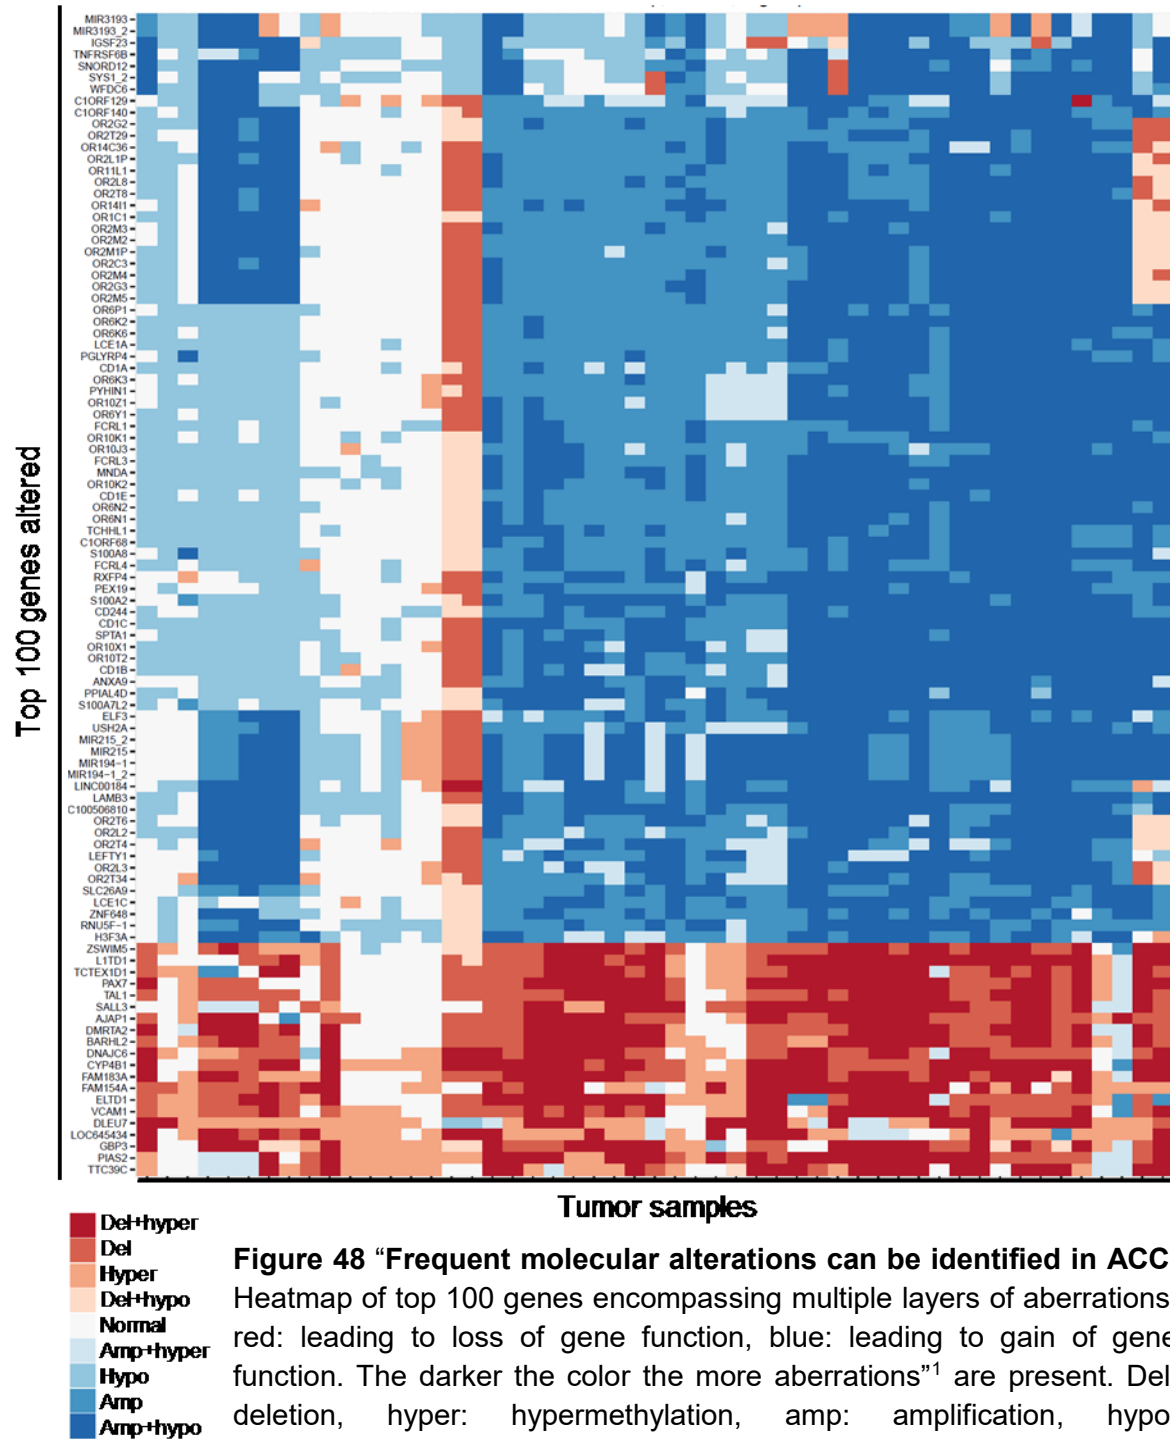 MIR3193
MIR3193_2
IGSF23
TNFRSF6B
SNORD12
SYS1_2
WFDC6
C1ORF129
C1ORF140
OR2G2
OR2T29
OR14C36
OR2L1P
OR11L1
OR2L8
OR2T8
OR14I1
OR1C1
OR2M3
OR2M2
OR2M1P
OR2C3
OR2M4
OR2G3
OR2M5
OR6P1
OR6K2
OR6K6
LCE1A
PGLYRP4
CD1A
OR6K3
PYHIN1
OR10Z1
OR6Y1
FCRL1
OR10K1
OR10J3
FCRL3
MNDA
OR10K2
CD1E
OR6N2
OR6N1
TCHHL1
C1ORF68
S100A8
FCRL4
RXFP4
PEX19
S100A2
CD244
CD1C
SPTA1
OR10X1
OR10T2
CD1B
ANXA9
PPIAL4D
S100A7L2
ELF3
USH2A
MIR215_2
MIR215
MIR194-1
MIR194-1_2
LINC00184
LAMB3
C100506810
OR2T6
OR2L2
OR2T4
LEFTY1
OR2L3
OR2T34
SLC26A9
LCE1C
ZNF648
RNU5F-1
H3F3A
ZSWIM5
L1TD1
TCTEX1D1
PAX7
TAL1
SALL3
AJAP1
DMRTA2
BARHL2
DNAJC6
CYP4B1
FAM183A
FAM154A
ELTD1
VCAM1
DLEU7
LOC645434
GBP3
PIAS2
TTC39C
Top 100 genes altered
Tumor samples
Del+hyper
Del
Hyper
Del+hypo
Normal
Amp+hyper
Hypo
Amp
Amp+hypo
Figure 48 “Frequent molecular alterations can be identified in ACC
Heatmap of top 100 genes encompassing multiple layers of aberrations
red: leading to loss of gene function, blue: leading to gain of gene
function. The darker the color the more aberrations”1 are present. Del
deletion, hyper: hypermethylation, amp: amplification, hypo